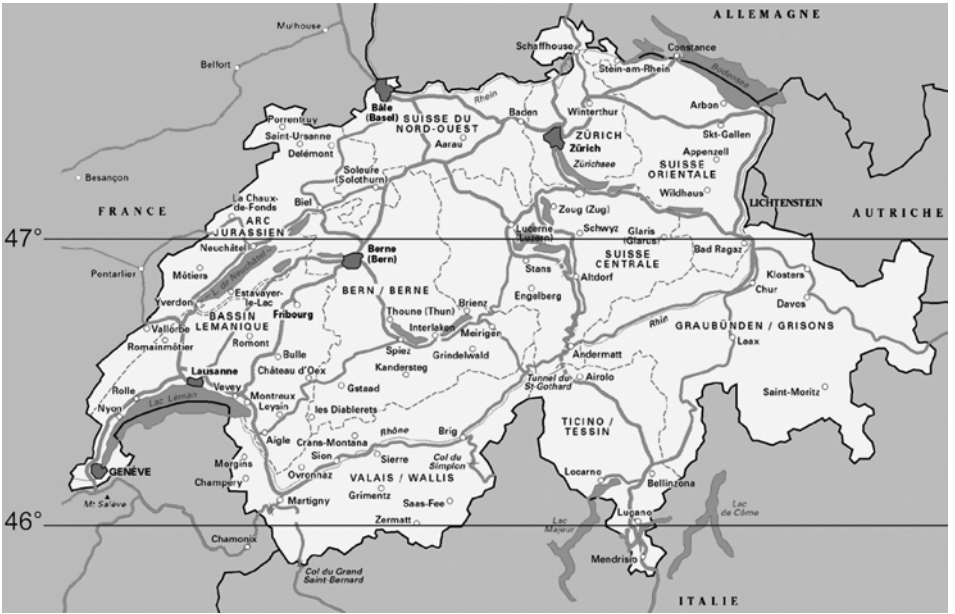 ALLEMAGNE
Mulhouse
Schaffhouse
Constance
Belfort
Stein-am-Rhein
Bodensee
Bâle
(Basel)
Rhein
Baden
Winterthur
Arbon
Porrentruy
SUISSE DU
NORD-OUEST
Skt-Gallen
Saint-Ursanne
Aarau
ZÜRICH
Zürich
Delémont
Appenzell
Zürichsee
SUISSE
ORIENTALE
Soleure
(Solothurn)
Besançon
Wildhaus
La Chaux-
de-Fonds
Biel
LICHTENSTEIN
FRANCE
Zoug (Zug)
AUTRICHE
ARC
JURASSIEN
Lucerne
(Luzern)
Schwyz
Glaris
(Glarus)
47°
Neuchâtel
Berne
(Bern)
SUISSE
CENTRALE
Bad Ragaz
Pontarlier
Môtiers
L. de Neuchâtel
Stans
Altdorf
Klosters
Estavayer-
le-Lac
BERN / BERNE
Engelberg
Chur
Davos
Yverdon
BASSIN
LEMANIQUE
Fribourg
Thoune (Thun)
Brienz
Rhin
GRAUBÜNDEN / GRISONS
Vallorbe
Romainmôtier
Romont
Interlaken
Meirigen
Laax
Bulle
Spiez
Grindelwald
Andermatt
Lausanne
Château d'Oex
Kandersteg
Tunnel du
St-Gothard
Airolo
Rolle
Lac Léman
Vevey
Montreux
Gstaad
Saint-Moritz
Nyon
Leysin
les Diablerets
TICINO /
TESSIN
Aigle
Crans-Montana
Rhône
Brig
GENÈVE
Morgins
Sion
Sierre
Col du
Simplon
Locarno
Champéry
Ovronnaz
VALAIS / WALLIS
Bellinzona
Mt Salève
Martigny
Grimentz
Saas-Fee
Lac
de Côme
46°
Zermatt
Lac
Majeur
Lugano
Chamonix
Mendrisio
Col du Grand
Saint-Bernard
ITALIE